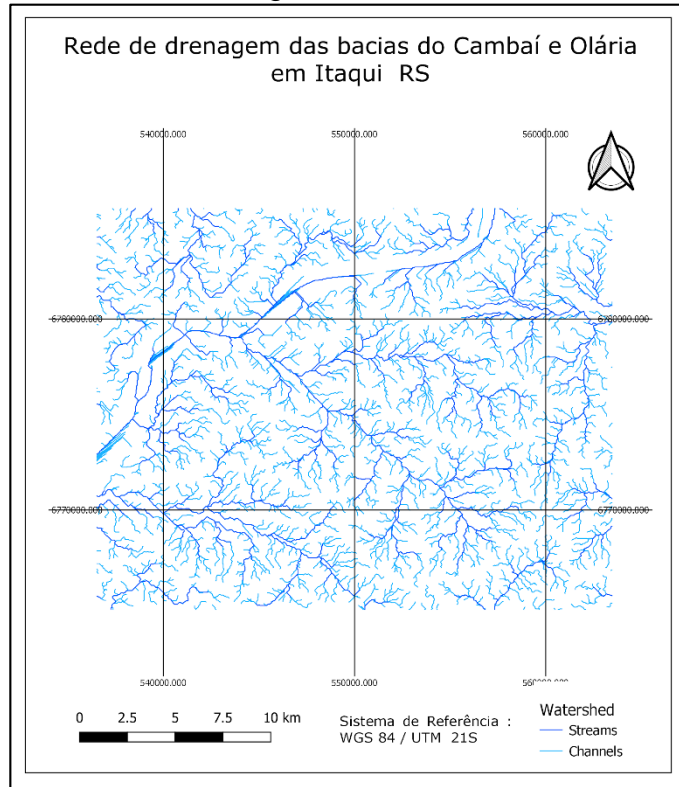 Rede de drenagem das bacias do Cambaí e Olária
em Itaqui RS
540000.000 550000.000 560000.000
6780000.000 6780000.000
6770000.000 6770000.000
540000.000 550000.000 560000.000
0 2.5 5 7.5 10 km
Sistema de Referência :
WGS 84 / UTM 21S
Watershed
Streams
Channels